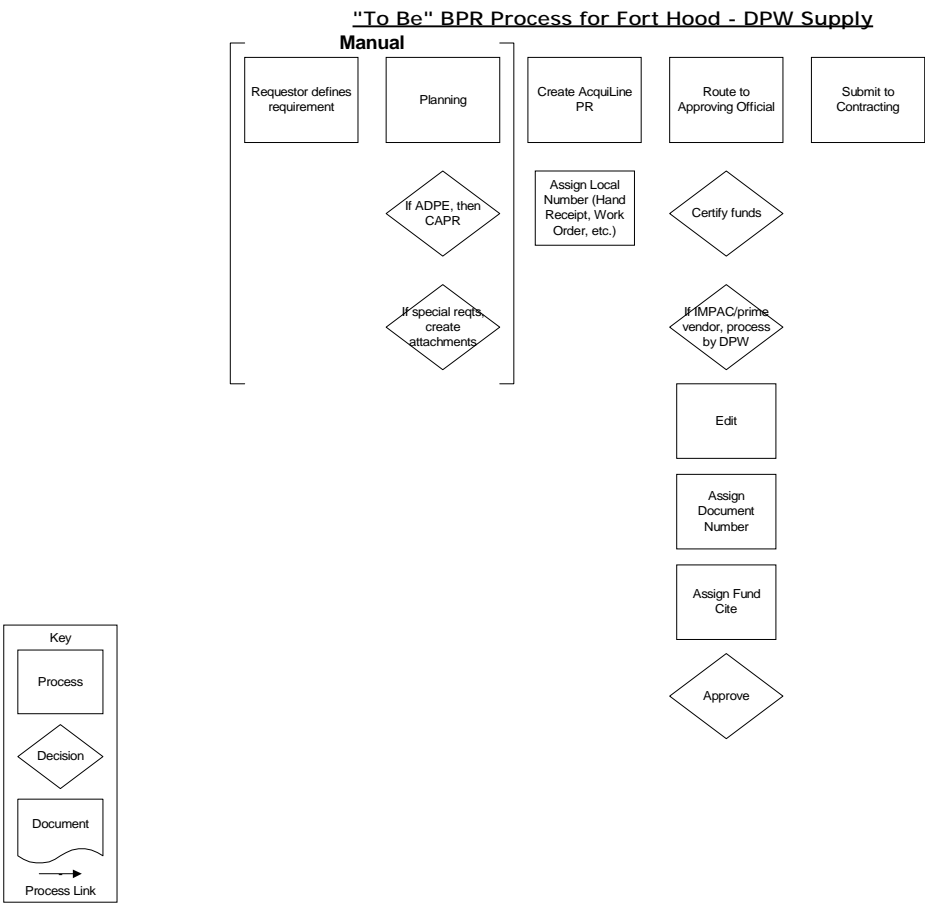 "To Be" BPR Process for Fort Hood - DPW Supply
Manual
Requestor defines
requirement
Planning
Create AcquiLine
PR
Route to
Approving Official
Submit to
Contracting
If ADPE, then
CAPR
Assign Local
Number (Hand
Receipt, Work
Order, etc.)
Certify funds
If special reqts,
create
attachments
If IMPAC/prime
vendor, process
by DPW
Edit
Assign
Document
Number
Assign Fund
Cite
Approve
Key
Process
Decision
Document
Process Link